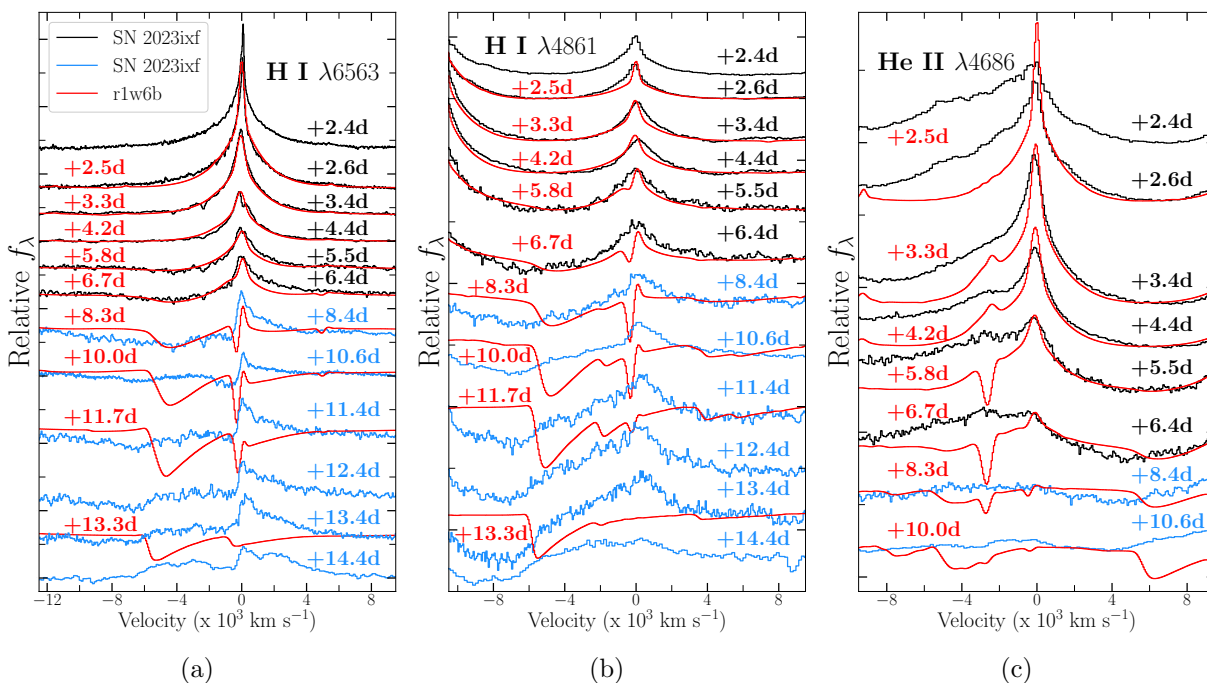 SN 2023ixf
SN 2023ixf
r1w6b
H I λ6563
+2.4d
+2.5d
+2.6d
+3.3d
+3.4d
+4.2d
+4.4d
+5.8d
+5.5d
+6.7d
+6.4d
+8.3d
+8.4d
+10.0d
+10.6d
+11.7d
+11.4d
+12.4d
+13.3d
+13.4d
+14.4d
Relative fλ
−12 −8 −4 0 4 8
Velocity (x 10³ km s⁻¹)
(a)
H I λ4861
+2.4d
+2.5d
+2.6d
+3.3d
+3.4d
+4.2d
+4.4d
+5.8d
+5.5d
+6.7d
+6.4d
+8.3d
+8.4d
+10.0d
+10.6d
+11.7d
+11.4d
+12.4d
+13.4d
+13.3d
+14.4d
Relative fλ
−8 −4 0 4 8
Velocity (x 10³ km s⁻¹)
(b)
He II λ4686
+2.4d
+2.5d
+2.6d
+3.3d
+3.4d
+4.2d
+4.4d
+5.8d
+5.5d
+6.7d
+6.4d
+8.3d
+8.4d
+10.0d
+10.6d
Relative fλ
−8 −4 0 4 8
Velocity (x 10³ km s⁻¹)
(c)